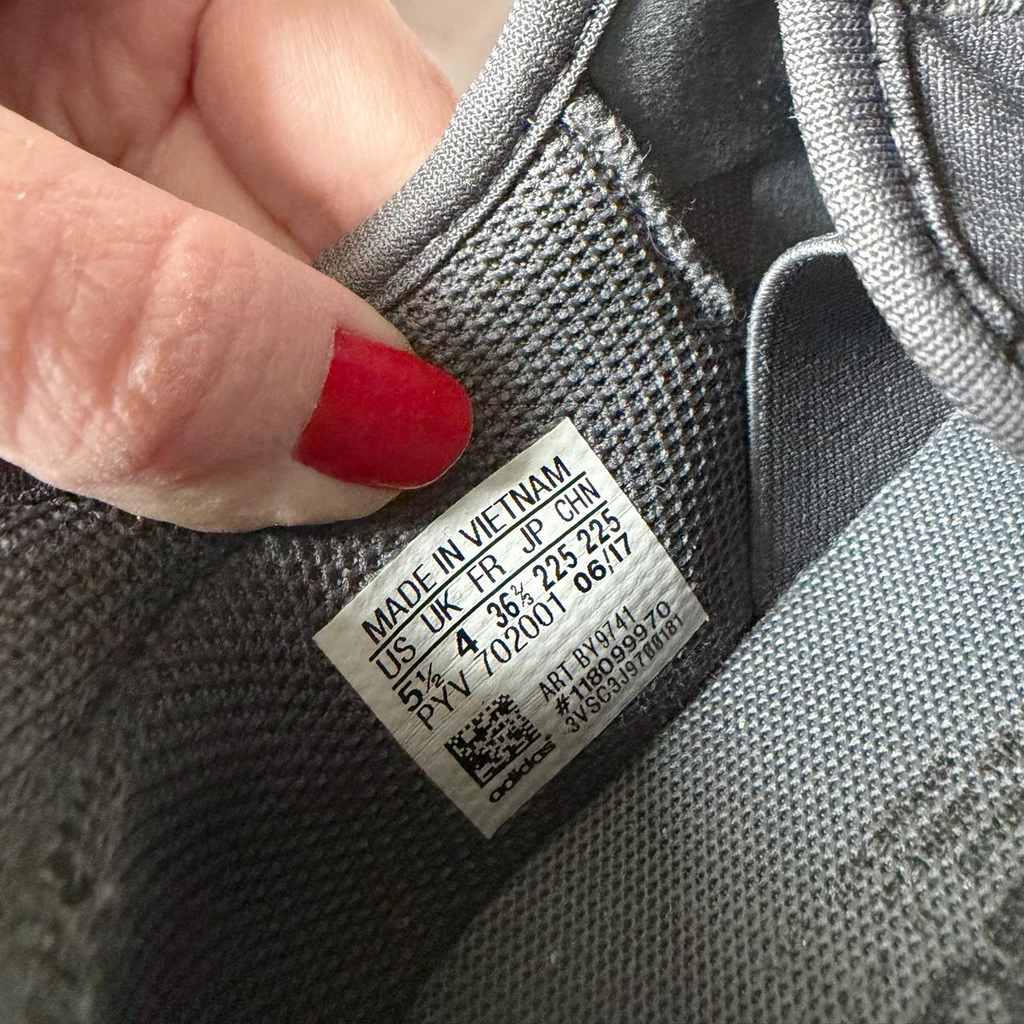 MADE IN VIETNAM
US UK FR JP CHN
5½ 4 36⅔ 225 225
PYV 702001 06/17
ART BY9741
#118099970
3VSC3J9700181
adidas